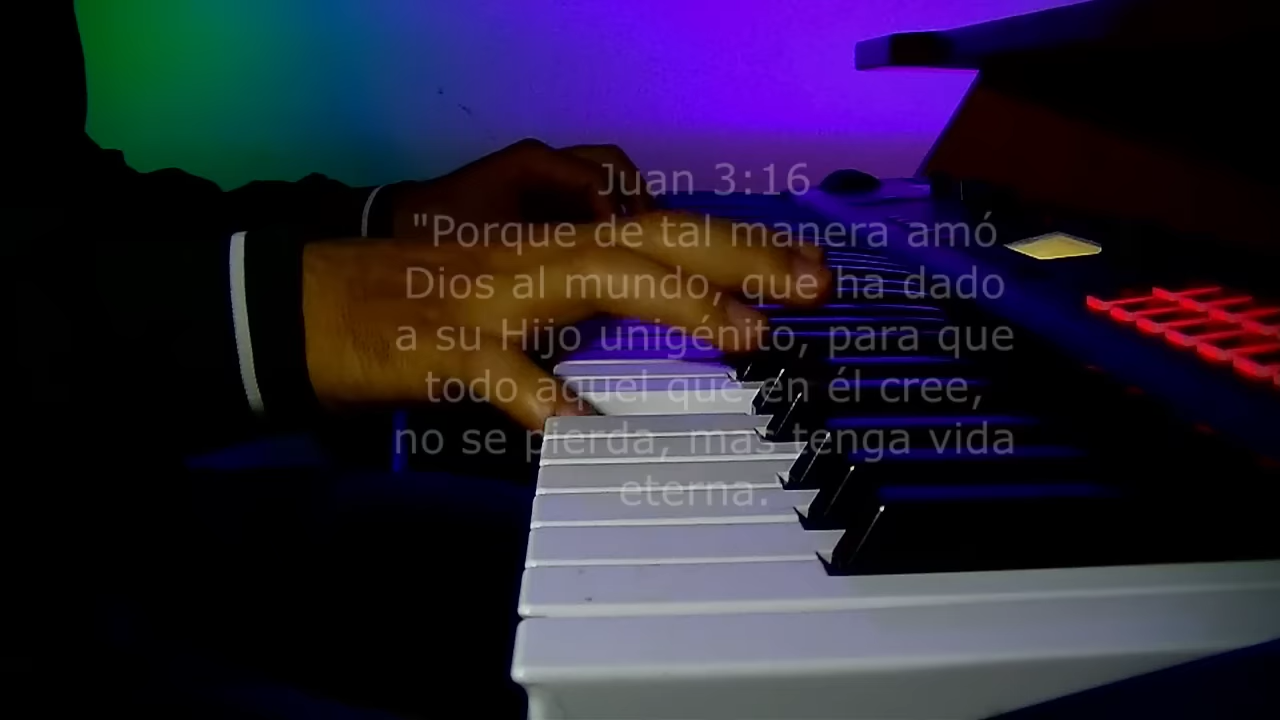 Juan 3:16
"Porque de tal manera amó
Dios al mundo, que ha dado
a su Hijo unigénito, para que
todo aquel que en él cree,
no se pierda, mas tenga vida
eterna.